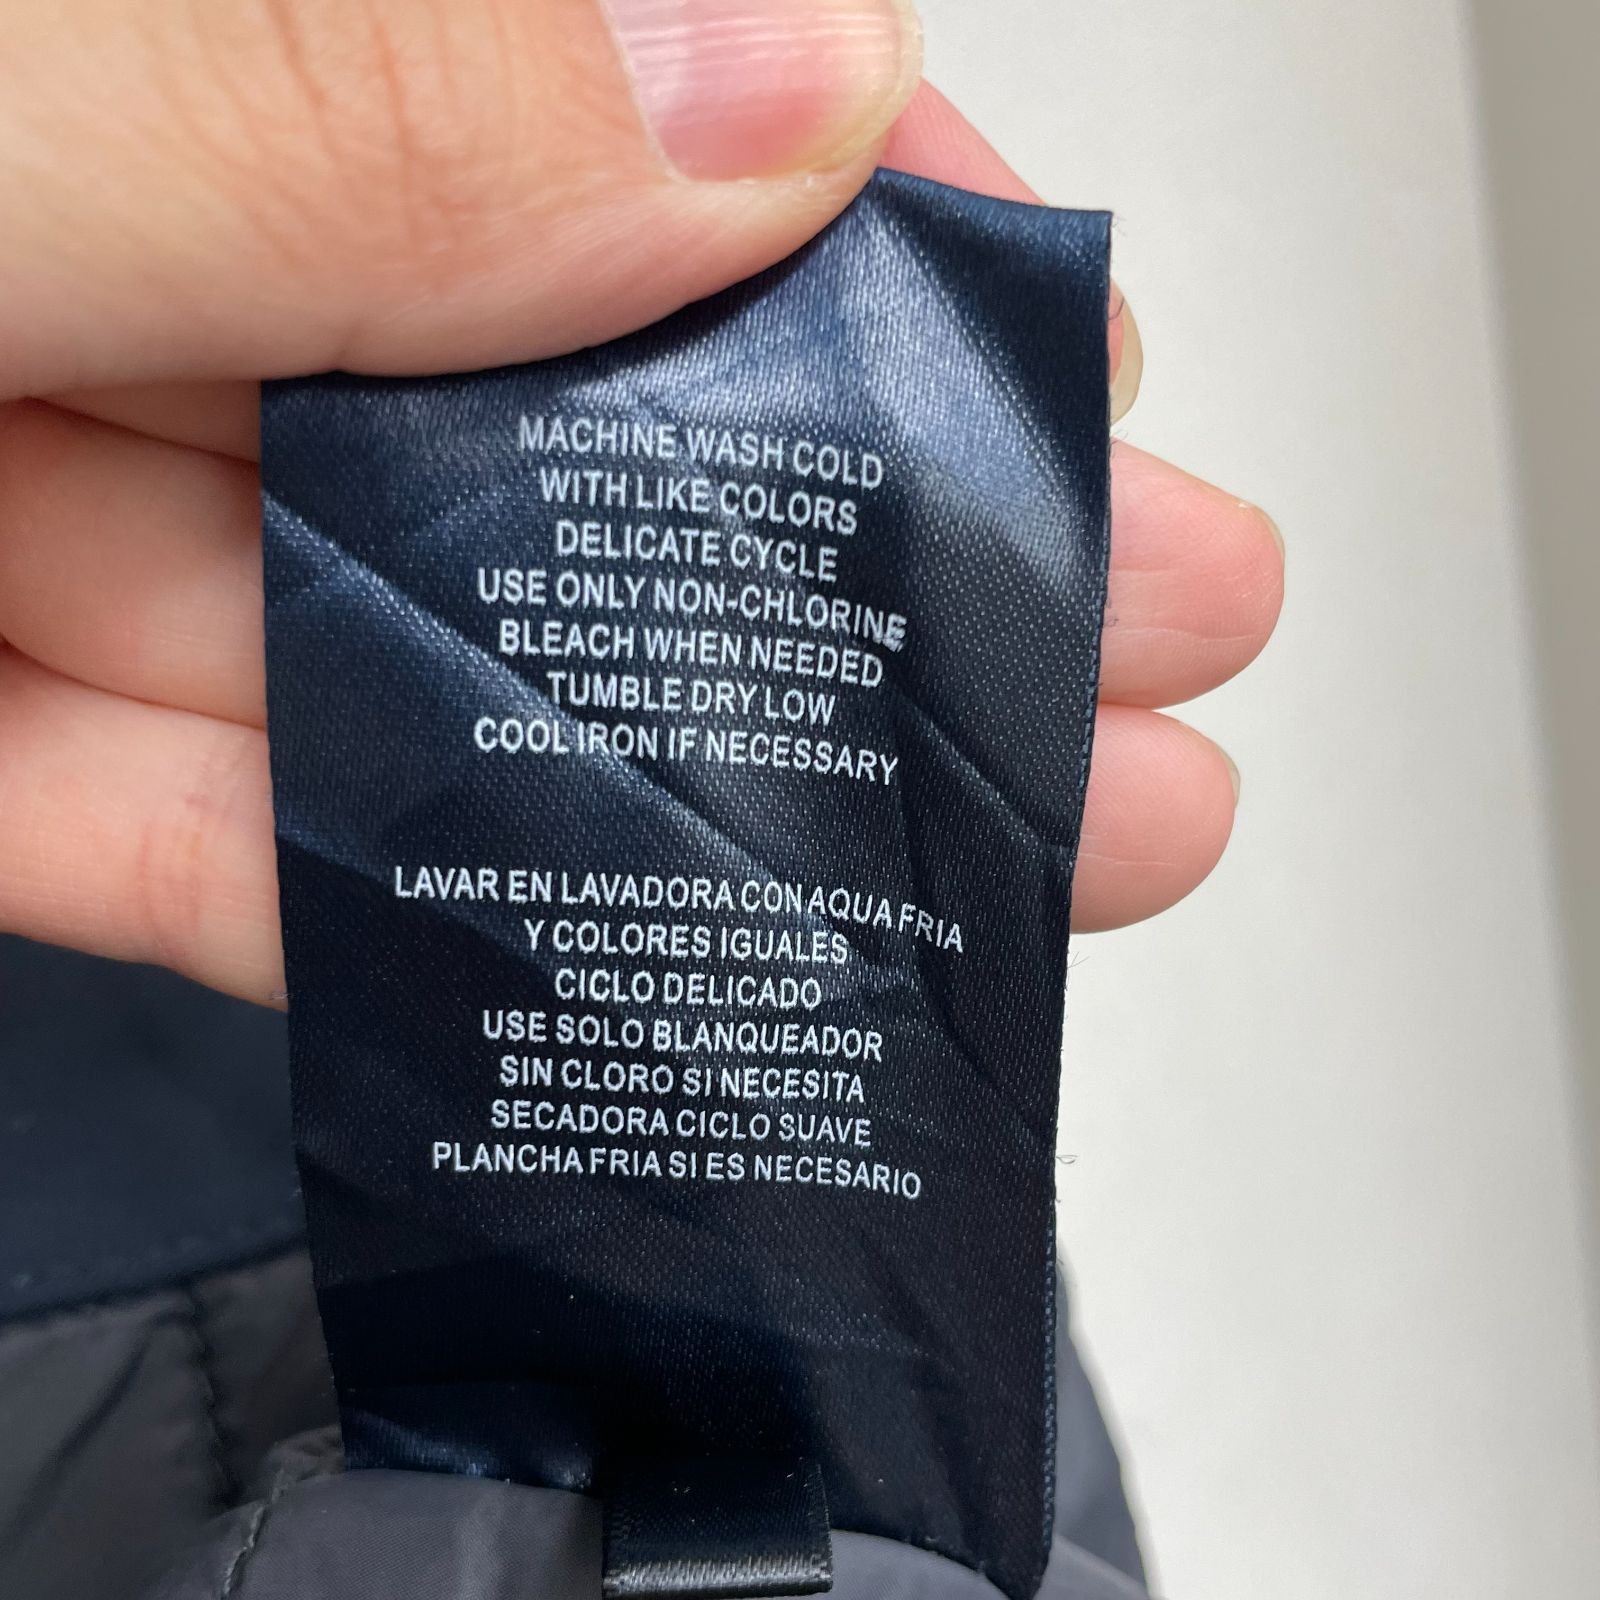 MACHINE WASH COLD
WITH LIKE COLORS
DELICATE CYCLE
USE ONLY NON-CHLORINE
BLEACH WHEN NEEDED
TUMBLE DRY LOW
COOL IRON IF NECESSARY
LAVAR EN LAVADORA CON AQUA FRIA
Y COLORES IGUALES
CICLO DELICADO
USE SOLO BLANQUEADOR
SIN CLORO SI NECESITA
SECADORA CICLO SUAVE
PLANCHA FRIA SI ES NECESARIO